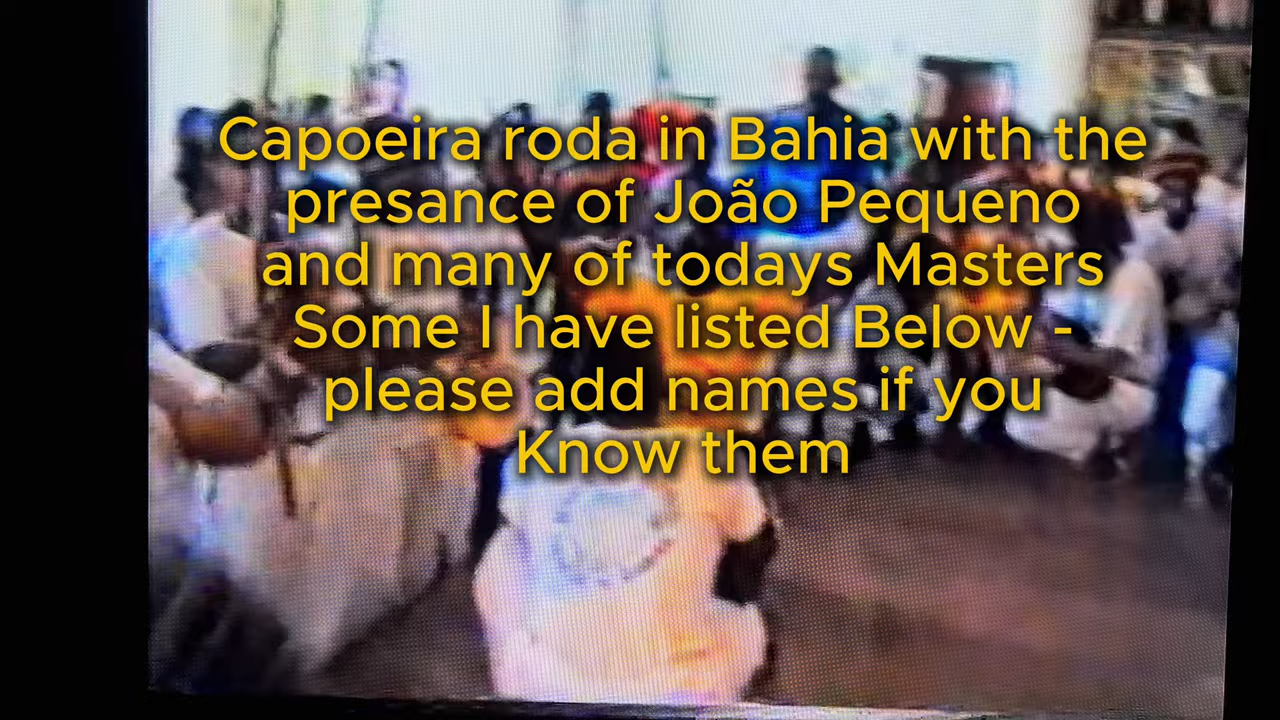 Capoeira roda in Bahia with the
presance of João Pequeno
and many of todays Masters
Some I have listed Below -
please add names if you
Know them